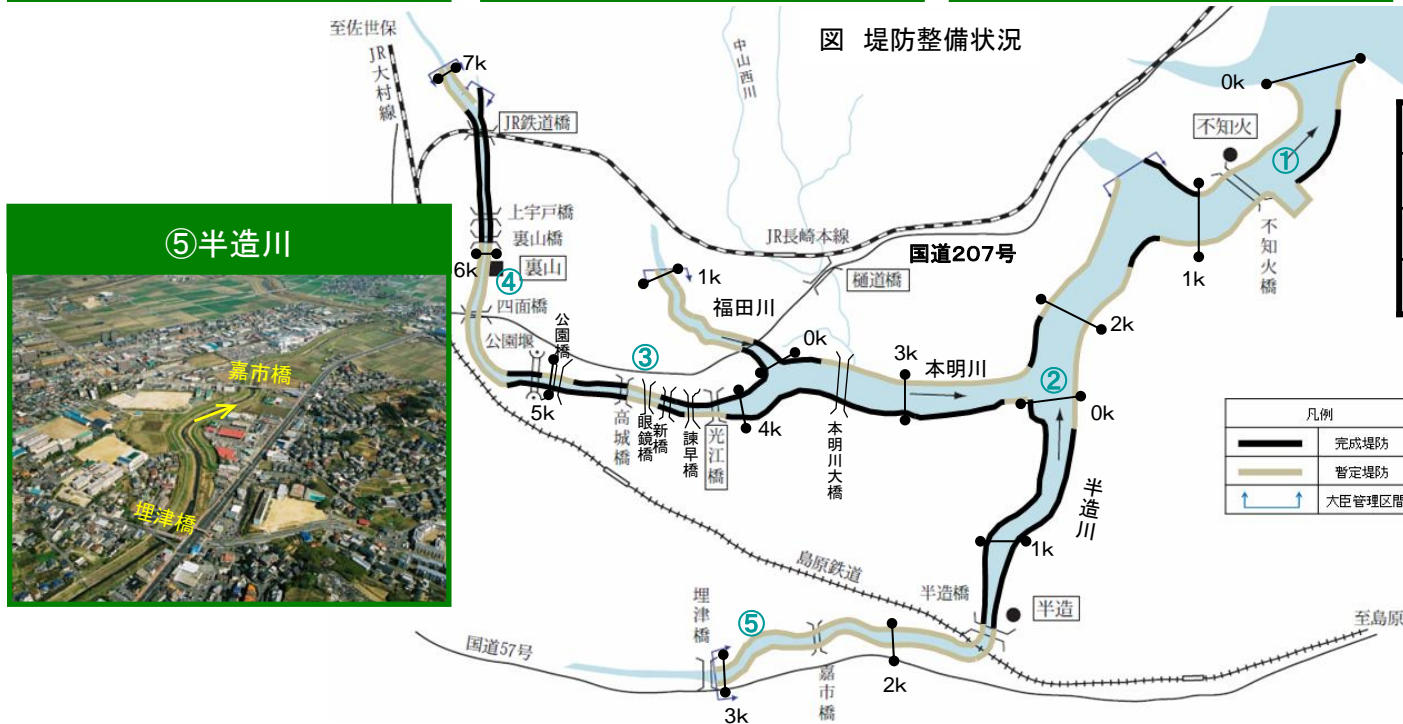 図 堤防整備状況
至佐世保
JR大村線
7k
JR鉄道橋
中山西川
0k
不知火
①
不知火橋
1k
上宇戸橋
裏山橋
6k
裏山
④
四面橋
公園堰
公園橋
5k
JR長崎本線
国道207号
樋道橋
1k
福田川
0k
③
高城橋
眼鏡橋
新橋
諫早橋
光江橋
4k
本明川大橋
3k
本明川
2k
②
0k
半造川
1k
島原鉄道
半造橋
半造
至島原
埋津橋
⑤
嘉市橋
2k
3k
国道57号
⑤半造川
嘉市橋
埋津橋
凡例
完成堤防
暫定堤防
大臣管理区間